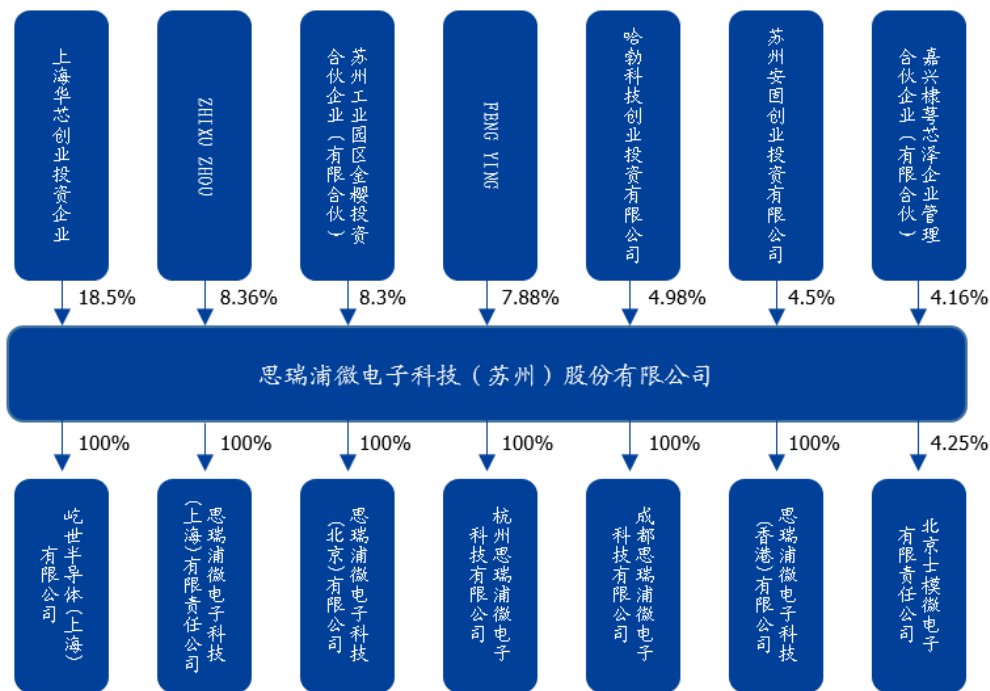 上海华芯创业投资企业
ZHIXU ZHOU
苏州工业园区金樱投资
合伙企业（有限合伙）
FENG YING
哈勃科技创业投资有限公司
苏州安固创业投资有限公司
嘉兴棣萼芯泽企业管理
合伙企业（有限合伙）
18.5%
8.36%
8.3%
7.88%
4.98%
4.5%
4.16%
思瑞浦微电子科技（苏州）股份有限公司
100%
100%
100%
100%
100%
100%
4.25%
屹世半导体(上海)
有限公司
思瑞浦微电子科技
(上海)有限责任公司
思瑞浦微电子科技
(北京)有限公司
杭州思瑞浦微电子
科技有限公司
成都思瑞浦微电子
科技有限公司
思瑞浦微电子科技
(香港)有限公司
北京士模微电子
有限责任公司